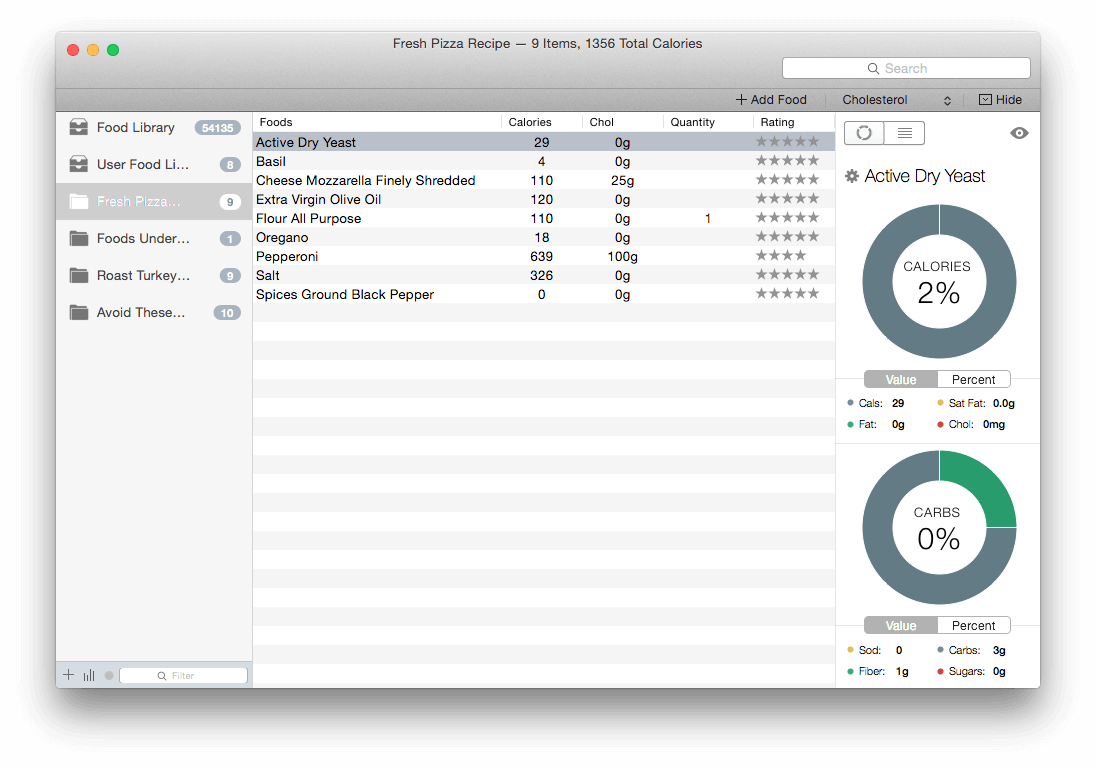 Fresh Pizza Recipe — 9 Items, 1356 Total Calories
Search
Add Food Cholesterol Hide
Food Library 54135
User Food Li... 8
Fresh Pizza... 9
Foods Under... 1
Roast Turkey... 9
Avoid These... 10
Filter
Foods Calories Chol Quantity Rating
Active Dry Yeast 29 0g ★★★★★
Basil 4 0g ★★★★★
Cheese Mozzarella Finely Shredded 110 25g ★★★★★
Extra Virgin Olive Oil 120 0g ★★★★★
Flour All Purpose 110 0g 1 ★★★★★
Oregano 18 0g ★★★★★
Pepperoni 639 100g ★★★★
Salt 326 0g ★★★★★
Spices Ground Black Pepper 0 0g ★★★★★
Active Dry Yeast
CALORIES
2%
Value Percent
Cals: 29 Sat Fat: 0.0g
Fat: 0g Chol: 0mg
CARBS
0%
Value Percent
Sod: 0 Carbs: 3g
Fiber: 1g Sugars: 0g